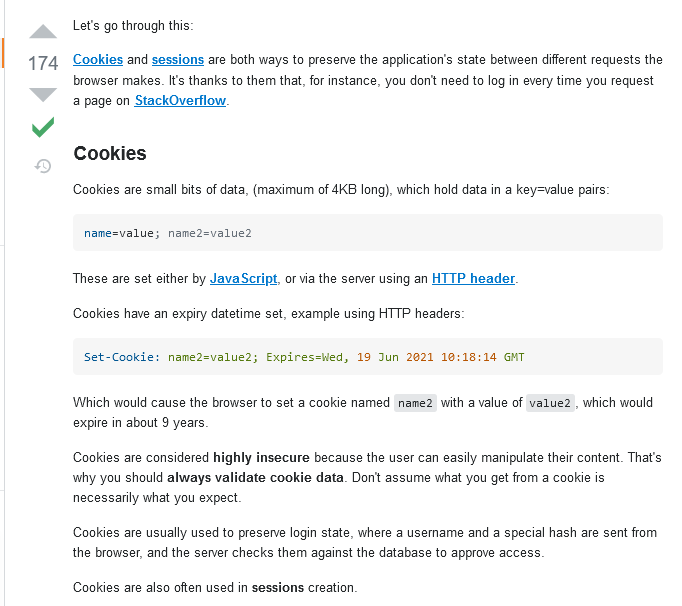 Let's go through this:
174
Cookies and sessions are both ways to preserve the application's state between different requests the
browser makes. It's thanks to them that, for instance, you don't need to log in every time you request
a page on StackOverflow.
Cookies
Cookies are small bits of data, (maximum of 4KB long), which hold data in a key=value pairs:
name=value; name2=value2
These are set either by JavaScript, or via the server using an HTTP header.
Cookies have an expiry datetime set, example using HTTP headers:
Set-Cookie: name2=value2; Expires=Wed, 19 Jun 2021 10:18:14 GMT
Which would cause the browser to set a cookie named name2 with a value of value2, which would
expire in about 9 years.
Cookies are considered highly insecure because the user can easily manipulate their content. That's
why you should always validate cookie data. Don't assume what you get from a cookie is
necessarily what you expect.
Cookies are usually used to preserve login state, where a username and a special hash are sent from
the browser, and the server checks them against the database to approve access.
Cookies are also often used in sessions creation.